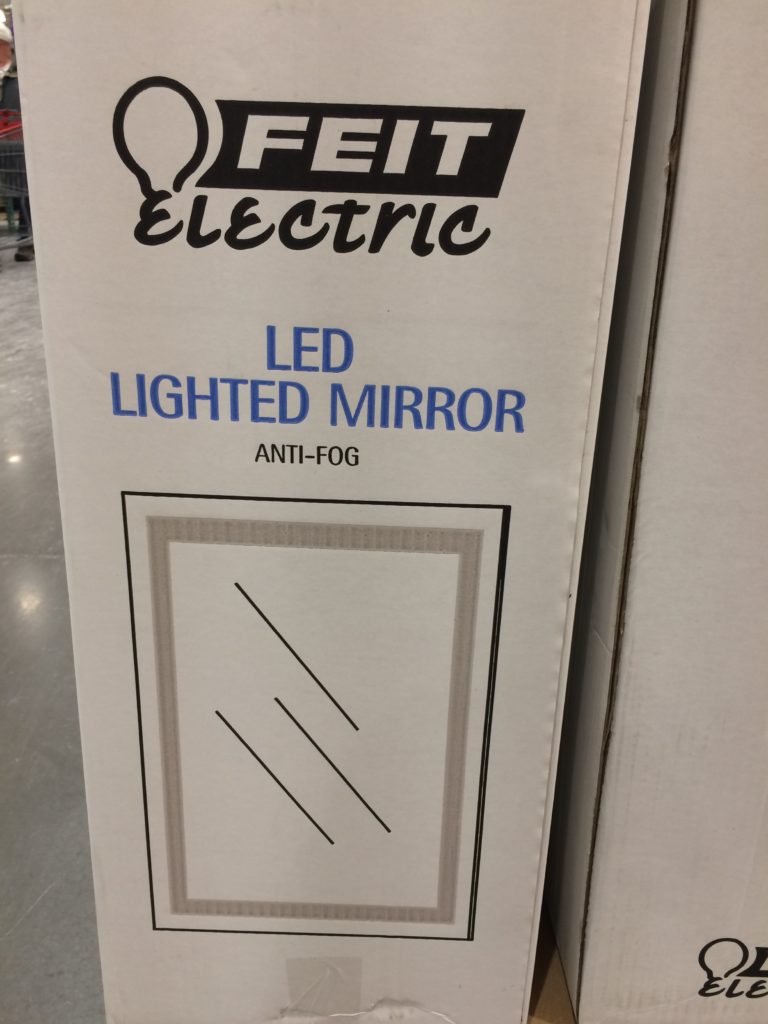 FEIT
Electric
LED
LIGHTED MIRROR
ANTI-FOG